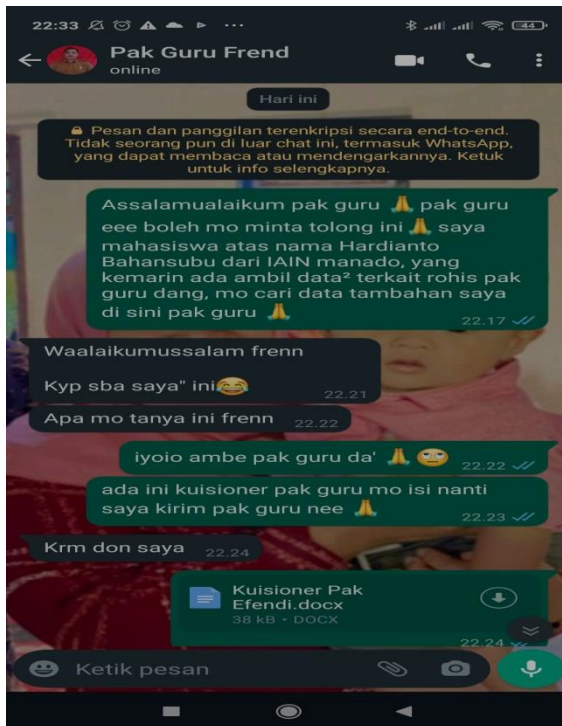 22:33
44
Pak Guru Frend
online
Hari ini
Pesan dan panggilan terenkripsi secara end-to-end.
Tidak seorang pun di luar chat ini, termasuk WhatsApp,
yang dapat membaca atau mendengarkannya. Ketuk
untuk info selengkapnya.
Assalamualaikum pak guru 🙏 pak guru
eee boleh mo minta tolong ini 🙏 saya
mahasiswa atas nama Hardianto
Bahansubu dari IAIN manado, yang
kemarin ada ambil data² terkait rohis pak
guru dang, mo cari data tambahan saya
di sini pak guru 🙏
22.17
Waalaikumussalam frenn
Kyp sba saya" ini😂
22.21
Apa mo tanya ini frenn
22.22
iyoio ambe pak guru da' 🙏🙄
22.22
ada ini kuisioner pak guru mo isi nanti
saya kirim pak guru nee 🙏
22.23
Krm don saya
22.24
Kuisioner Pak
Efendi.docx
38 kB • DOCX
22.24
Ketik pesan